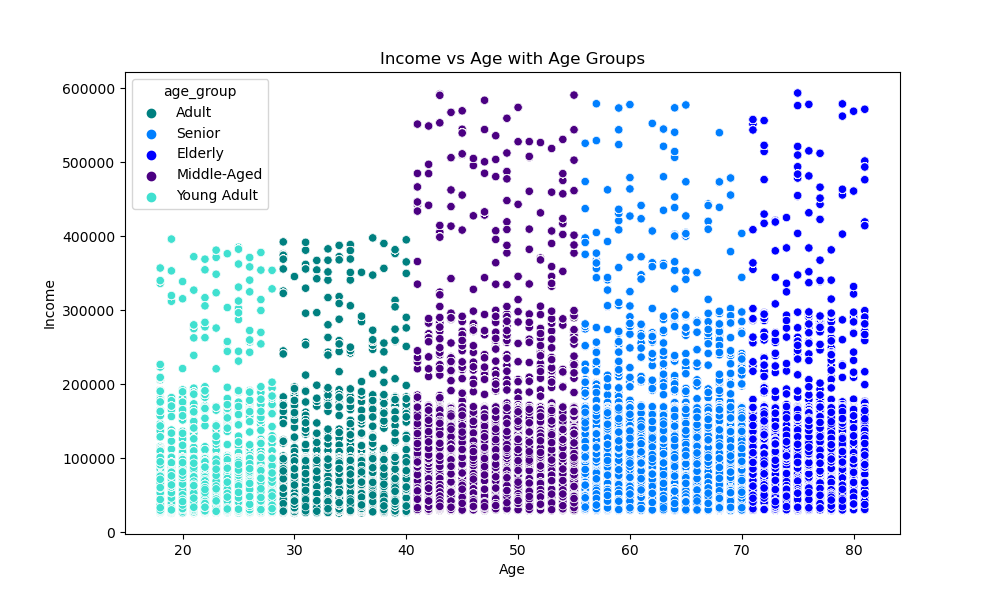 Income vs Age with Age Groups
age_group
Adult
Senior
Elderly
Middle-Aged
Young Adult
600000
500000
400000
300000
200000
100000
0
Income
20 30 40 50 60 70 80
Age